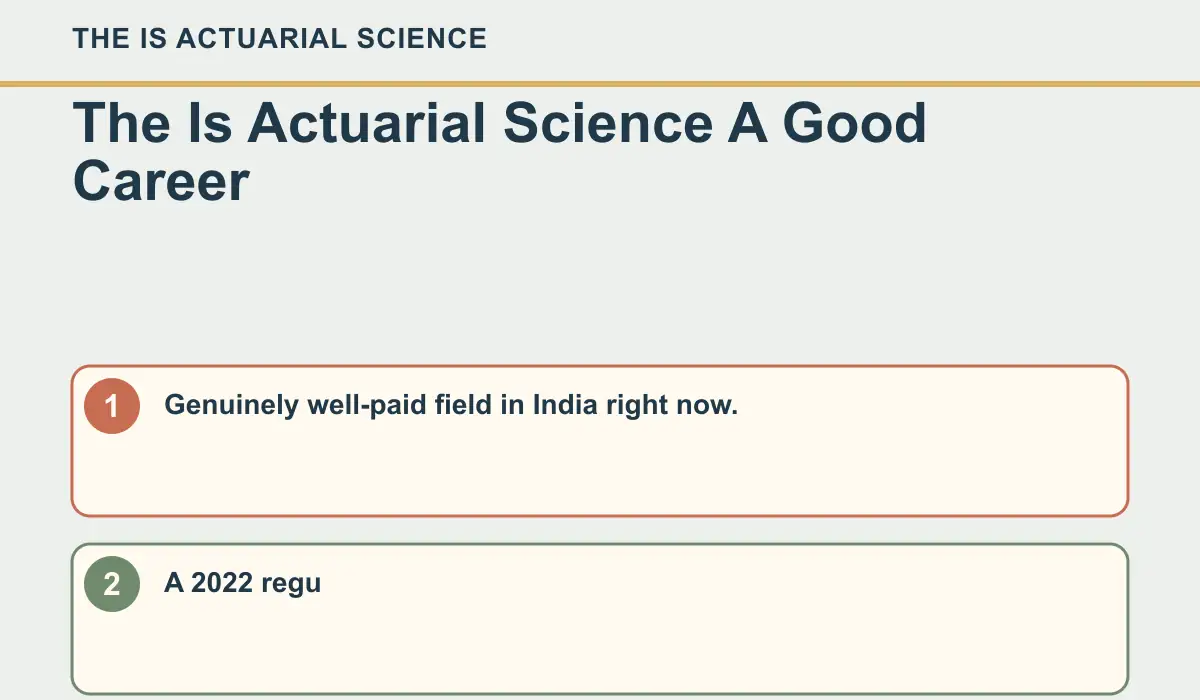 THE IS ACTUARIAL SCIENCE
The Is Actuarial Science A Good
Career
1
Genuinely well-paid field in India right now.
2
A 2022 regu